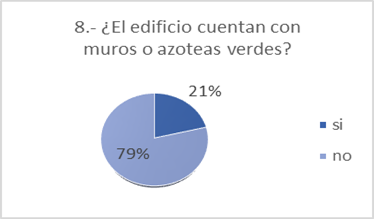 8.- ¿El edificio cuentan con
muros o azoteas verdes?
21%
79%
si
no